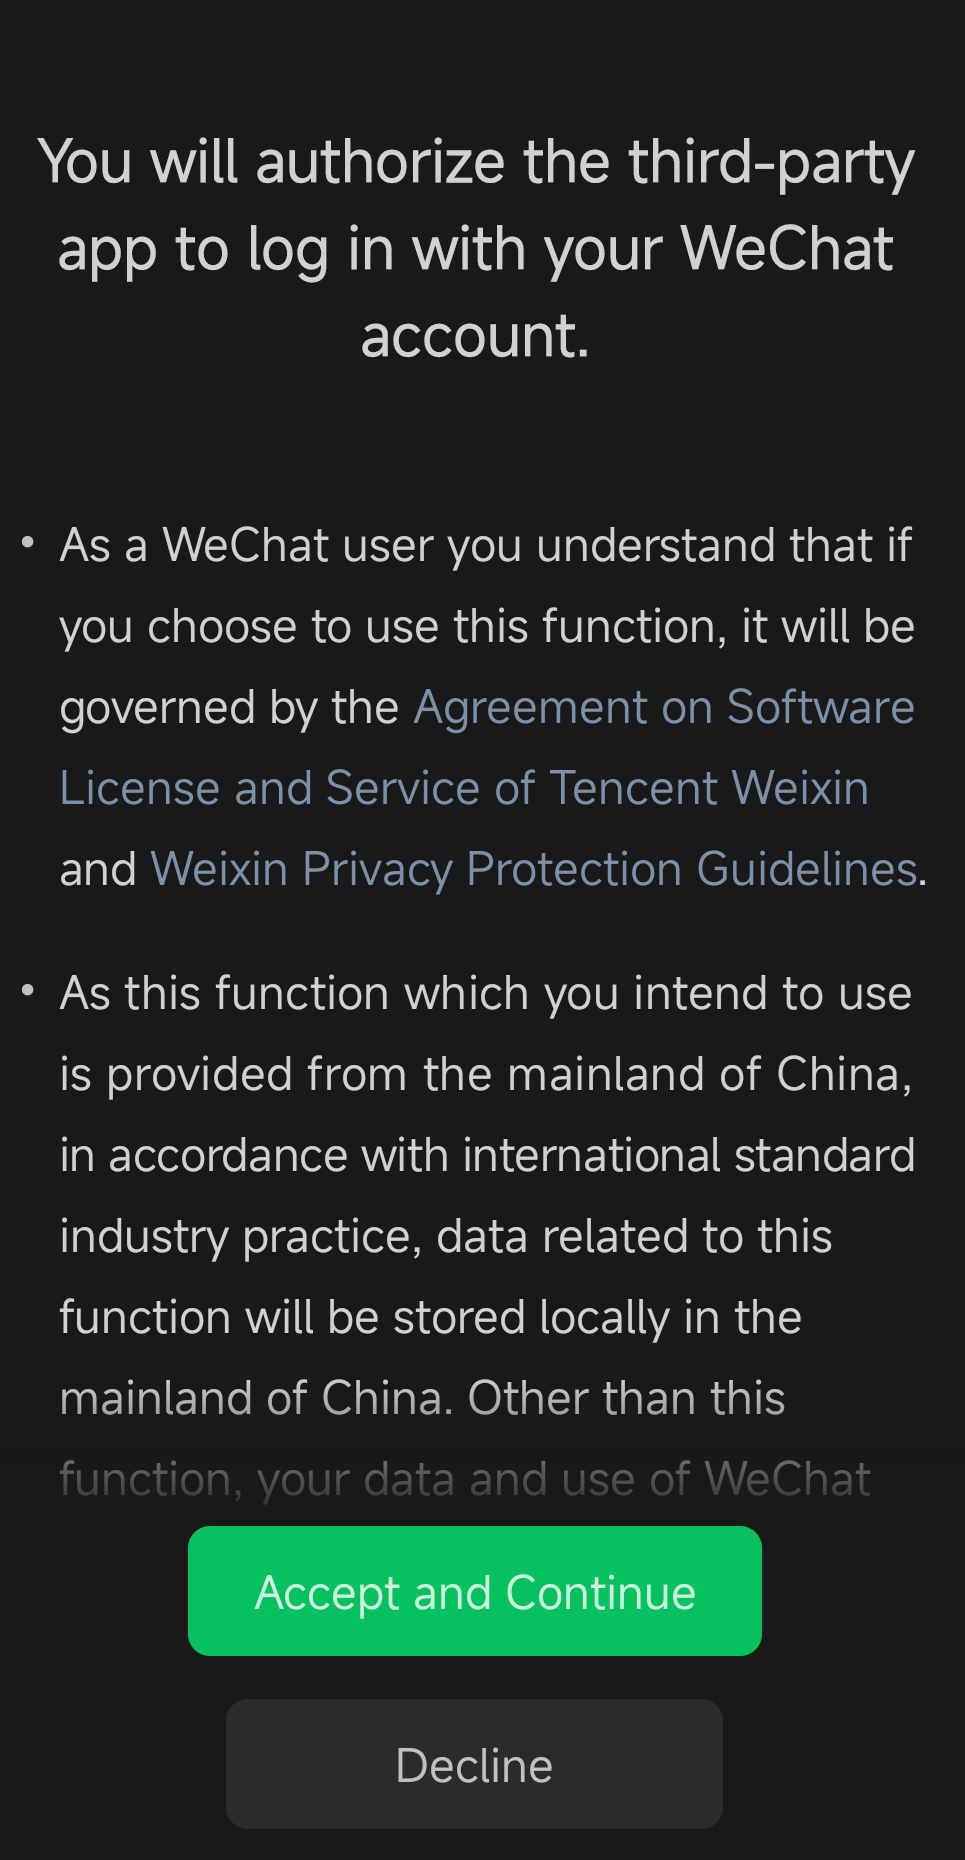 You will authorize the third-party
app to log in with your WeChat
account.
• As a WeChat user you understand that if
you choose to use this function, it will be
governed by the Agreement on Software
License and Service of Tencent Weixin
and Weixin Privacy Protection Guidelines.
• As this function which you intend to use
is provided from the mainland of China,
in accordance with international standard
industry practice, data related to this
function will be stored locally in the
mainland of China. Other than this
function, your data and use of WeChat
Accept and Continue
Decline